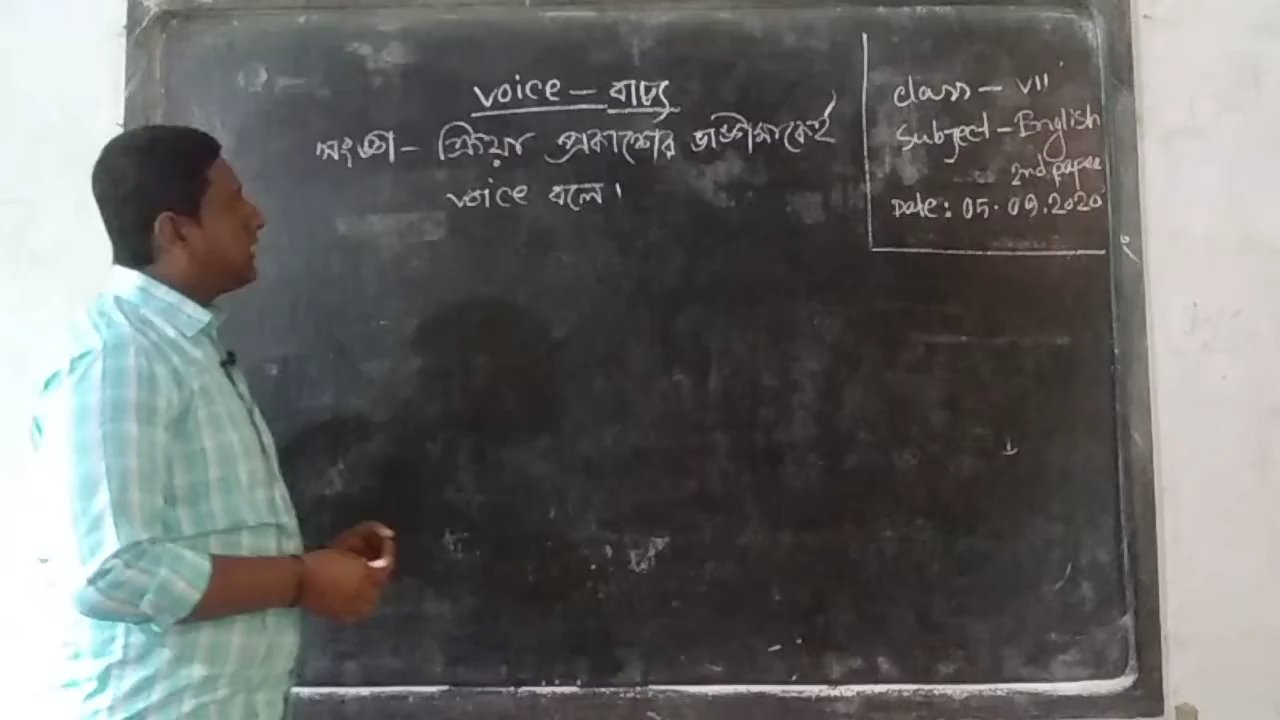 Voice – বাচ্য
সংজ্ঞা – ক্রিয়া প্রকাশের ভঙ্গীমাকেই
voice বলে।
class – VII
Subject – English
2nd paper
Date: 05.09.2020